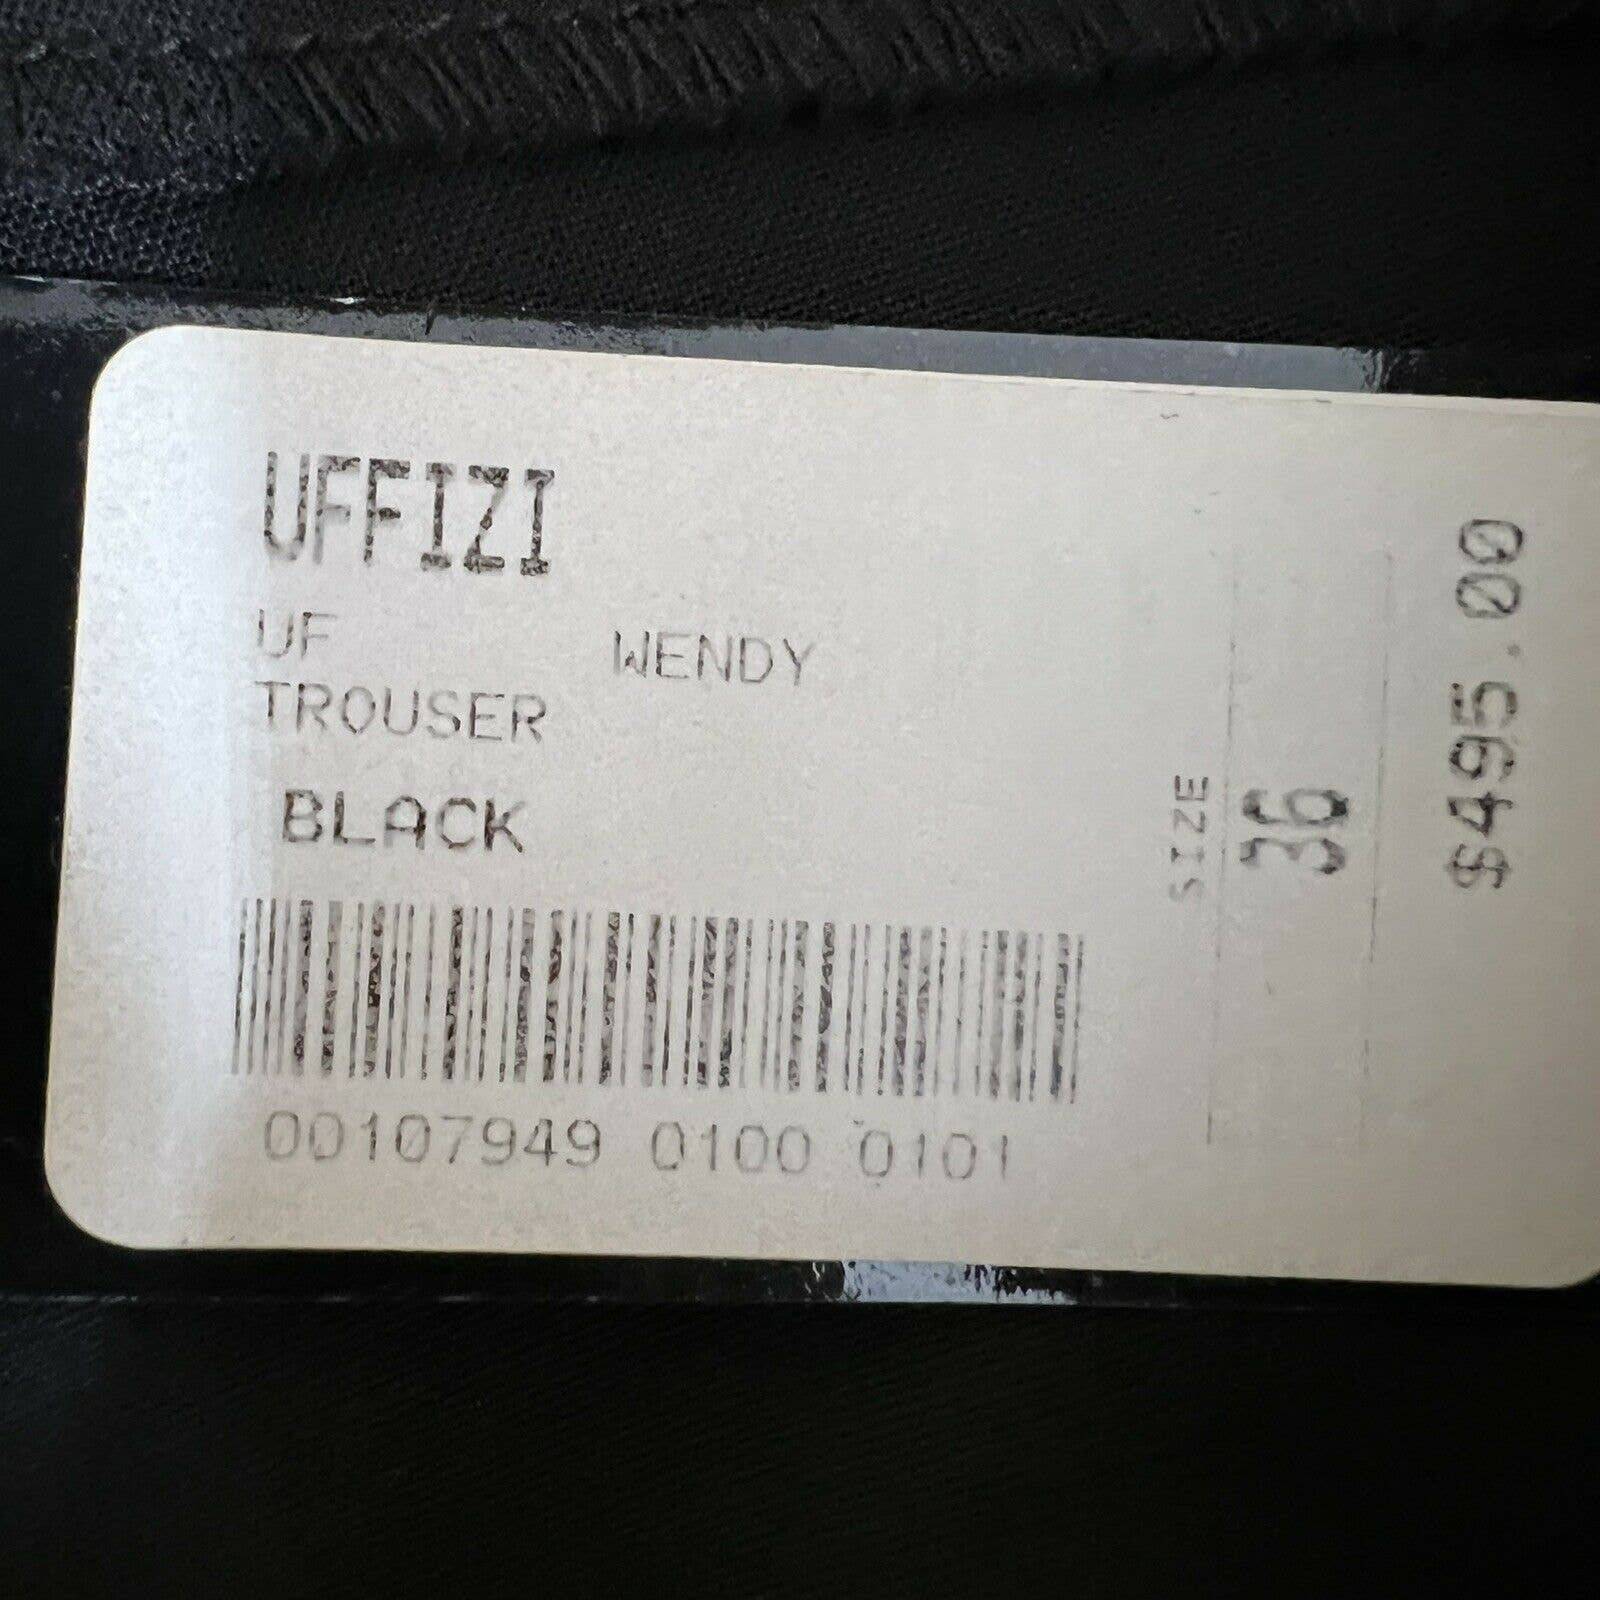 UFFIZI
UF WENDY
TROUSER
BLACK
00107949 0100 0101
SIZE
36
$495.00